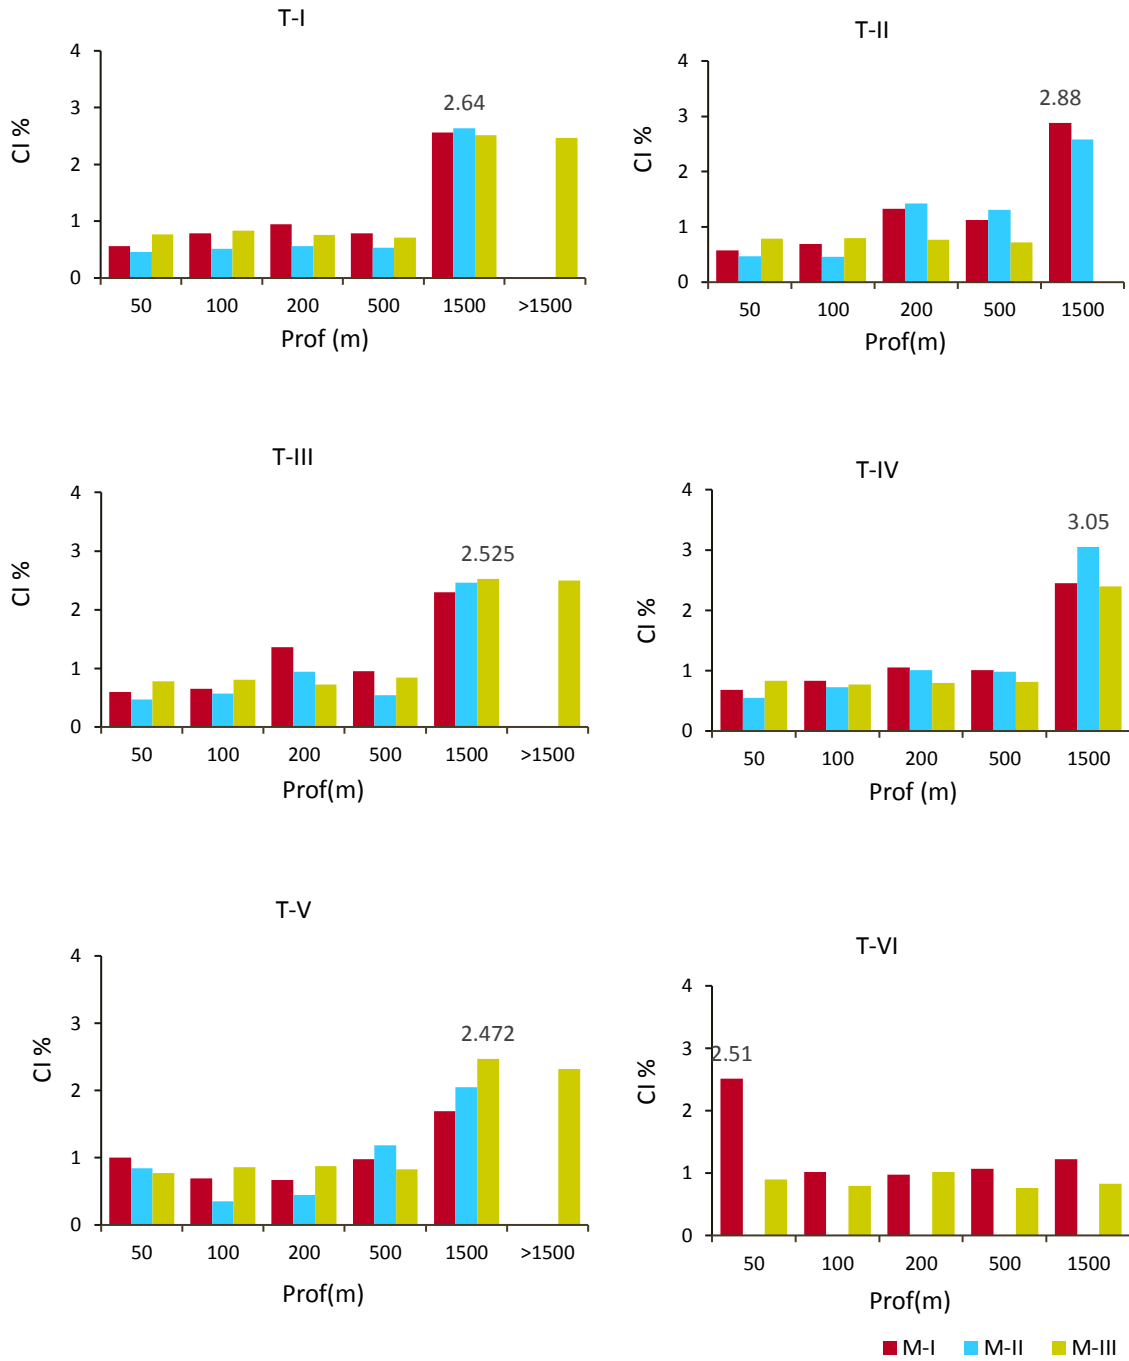 T-I
4
3
2
1
0
CI %
2.64
50 100 200 500 1500 >1500
Prof (m)
T-II
4
3
2
1
0
CI %
2.88
50 100 200 500 1500
Prof(m)
T-III
4
3
2
1
0
CI %
2.525
50 100 200 500 1500 >1500
Prof(m)
T-IV
4
3
2
1
0
CI %
3.05
50 100 200 500 1500
Prof (m)
T-V
4
3
2
1
0
CI %
2.472
50 100 200 500 1500 >1500
Prof(m)
T-VI
4
3
2
1
0
CI %
2.51
50 100 200 500 1500
Prof(m)
M-I M-II M-III